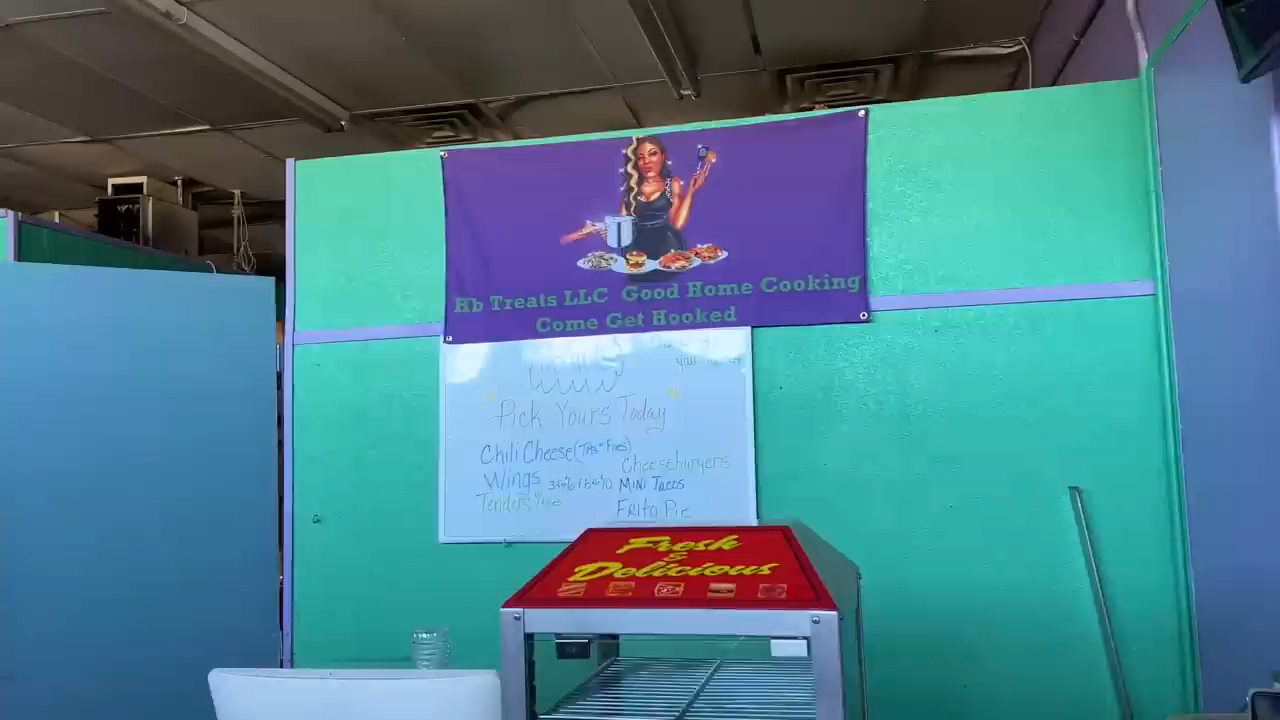 Hb Treats LLC Good Home Cooking
Come Get Hooked
Pick Yours Today
Chili Cheese
Cheeseburgers
Wings
Mini Tacos
Tenders
Frito Pie
Fresh
&
Delicious